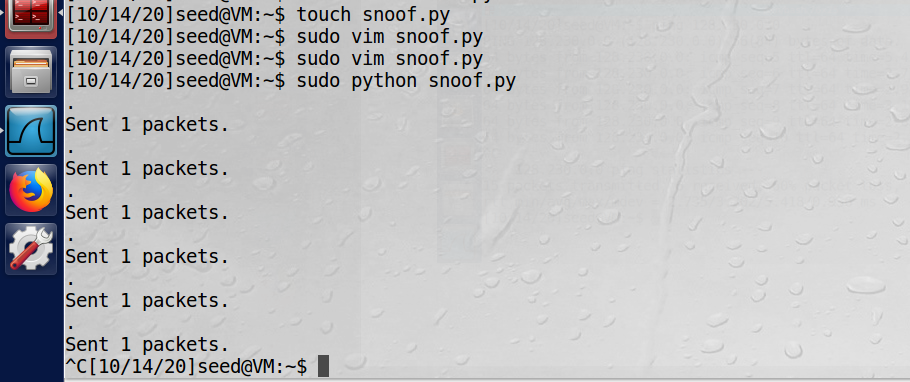 [10/14/20]seed@VM:~$ touch snoof.py
[10/14/20]seed@VM:~$ sudo vim snoof.py
[10/14/20]seed@VM:~$ sudo vim snoof.py
[10/14/20]seed@VM:~$ sudo python snoof.py
.
Sent 1 packets.
.
Sent 1 packets.
.
Sent 1 packets.
.
Sent 1 packets.
.
Sent 1 packets.
.
Sent 1 packets.
^C[10/14/20]seed@VM:~$